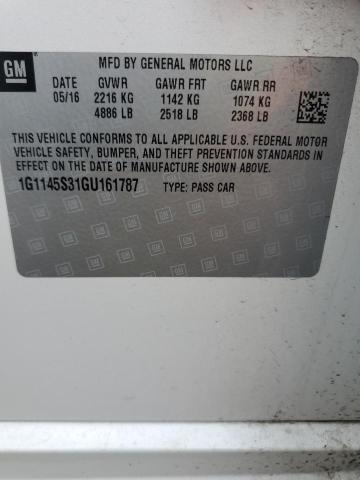 GM
MFD BY GENERAL MOTORS LLC
DATE GVWR GAWR FRT GAWR RR
05/16 2216 KG 1142 KG 1074 KG
4886 LB 2518 LB 2368 LB
THIS VEHICLE CONFORMS TO ALL APPLICABLE U.S. FEDERAL MOTOR
VEHICLE SAFETY, BUMPER, AND THEFT PREVENTION STANDARDS
IN EFFECT ON THE DATE OF MANUFACTURE SHOWN ABOVE.
1G1145S31GU161787 TYPE: PASS CAR